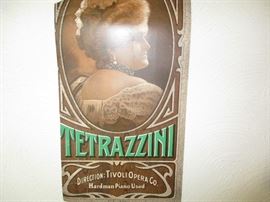 TETRAZZINI
DIRECTION: TIVOLI OPERA CO.
Hardman Piano Used